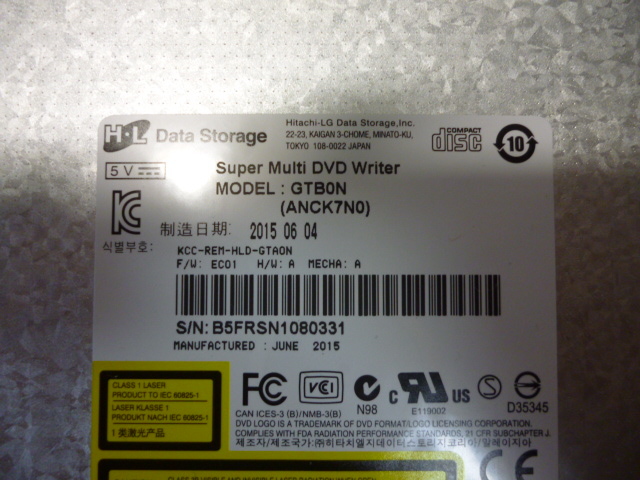 H·L Data Storage
Hitachi-LG Data Storage,Inc.
22-23, KAIGAN 3-CHOME, MINATO-KU,
TOKYO 108-0022 JAPAN
COMPACT
disc
10
5 V
Super Multi DVD Writer
MODEL : GTB0N
(ANCK7N0)
制造日期: 2015 06 04
식별부호: KCC-REM-HLD-GTA0N
F/W: EC01 H/W: A MECHA: A
S/N: B5FRSN1080331
MANUFACTURED : JUNE 2015
CLASS 1 LASER
PRODUCT TO IEC 60825-1
LASER KLASSE 1
PRODUKT NACH IEC 60825-1
1 类激光产品
FC VCI N98 c UL US E119002 S D35345
CAN ICES-3 (B)/NMB-3(B)
DVD LOGO IS A TRADEMARK OF DVD FORMAT/LOGO LICENSING CORPORATION.
COMPLIES WITH FDA RADIATION PERFORMANCE STANDARDS, 21 CFR SUBCHAPTER J.
제조자/제조국가:㈜히타치엘지데이터스토리지코리아/말레이지아
CE